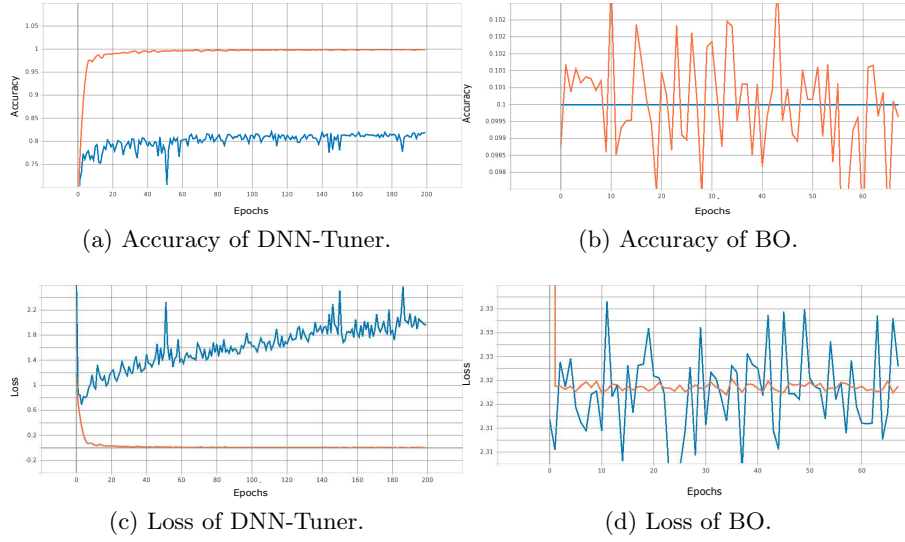 1.05
1
0.95
0.9
0.85
0.8
0.75
Accuracy
0 20 40 60 80 100 120 140 160 180 200
Epochs
(a) Accuracy of DNN-Tuner.
0.102
0.102
0.101
0.101
0.1
0.0995
0.0985
0.098
Accuracy
0 10 20 30 40 50 60
Epochs
(b) Accuracy of BO.
2.2
1.8
1.4
1
0.6
0.2
-0.2
Loss
0 20 40 60 80 100 120 140 160 180 200
Epochs
(c) Loss of DNN-Tuner.
2.33
2.33
2.33
2.32
2.32
2.31
2.31
Loss
0 10 20 30 40 50 60
Epochs
(d) Loss of BO.